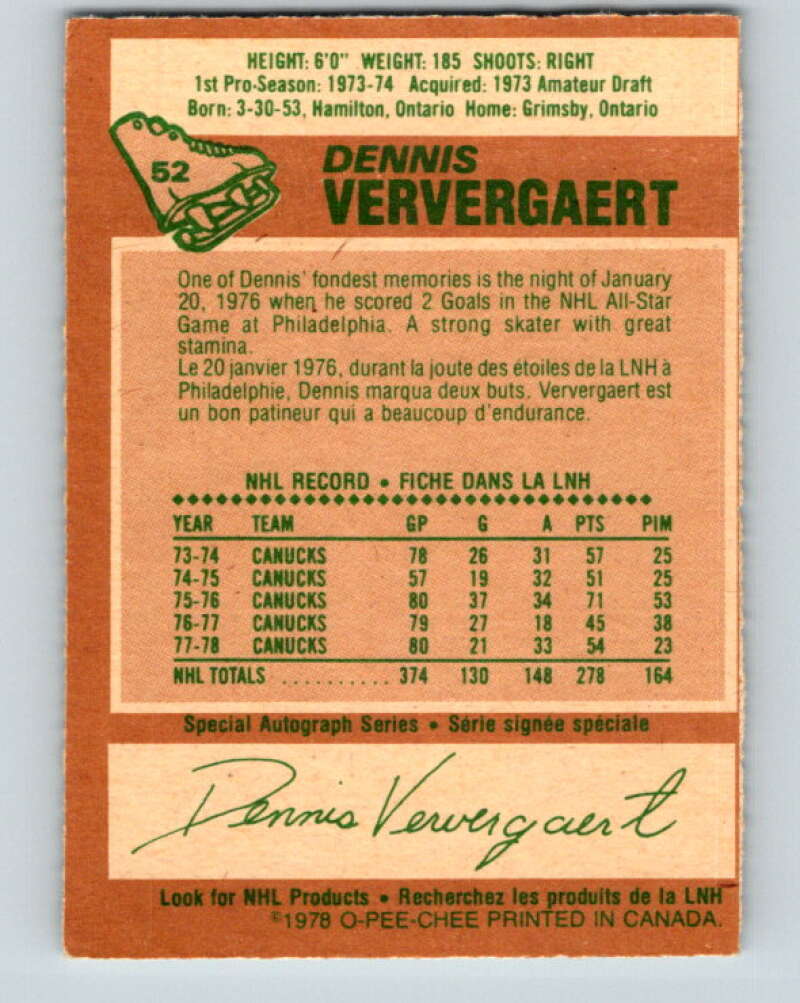 HEIGHT: 6'0" WEIGHT: 185 SHOOTS: RIGHT
1st Pro-Season: 1973-74 Acquired: 1973 Amateur Draft
Born: 3-30-53, Hamilton, Ontario Home: Grimsby, Ontario
52
DENNIS
VERVERGAERT
One of Dennis' fondest memories is the night of January
20, 1976 when he scored 2 Goals in the NHL All-Star
Game at Philadelphia. A strong skater with great
stamina.
Le 20 janvier 1976, durant la joute des étoiles de la LNH à
Philadelphie, Dennis marqua deux buts. Ververgaert est
un bon patineur qui a beaucoup d'endurance.
NHL RECORD • FICHE DANS LA LNH
YEAR TEAM GP G A PTS PIM
73-74 CANUCKS 78 26 31 57 25
74-75 CANUCKS 57 19 32 51 25
75-76 CANUCKS 80 37 34 71 53
76-77 CANUCKS 79 27 18 45 38
77-78 CANUCKS 80 21 33 54 23
NHL TOTALS .......... 374 130 148 278 164
Special Autograph Series • Série signée spéciale
Dennis Ververgaert
Look for NHL Products • Recherchez les produits de la LNH
©1978 O-PEE-CHEE PRINTED IN CANADA.